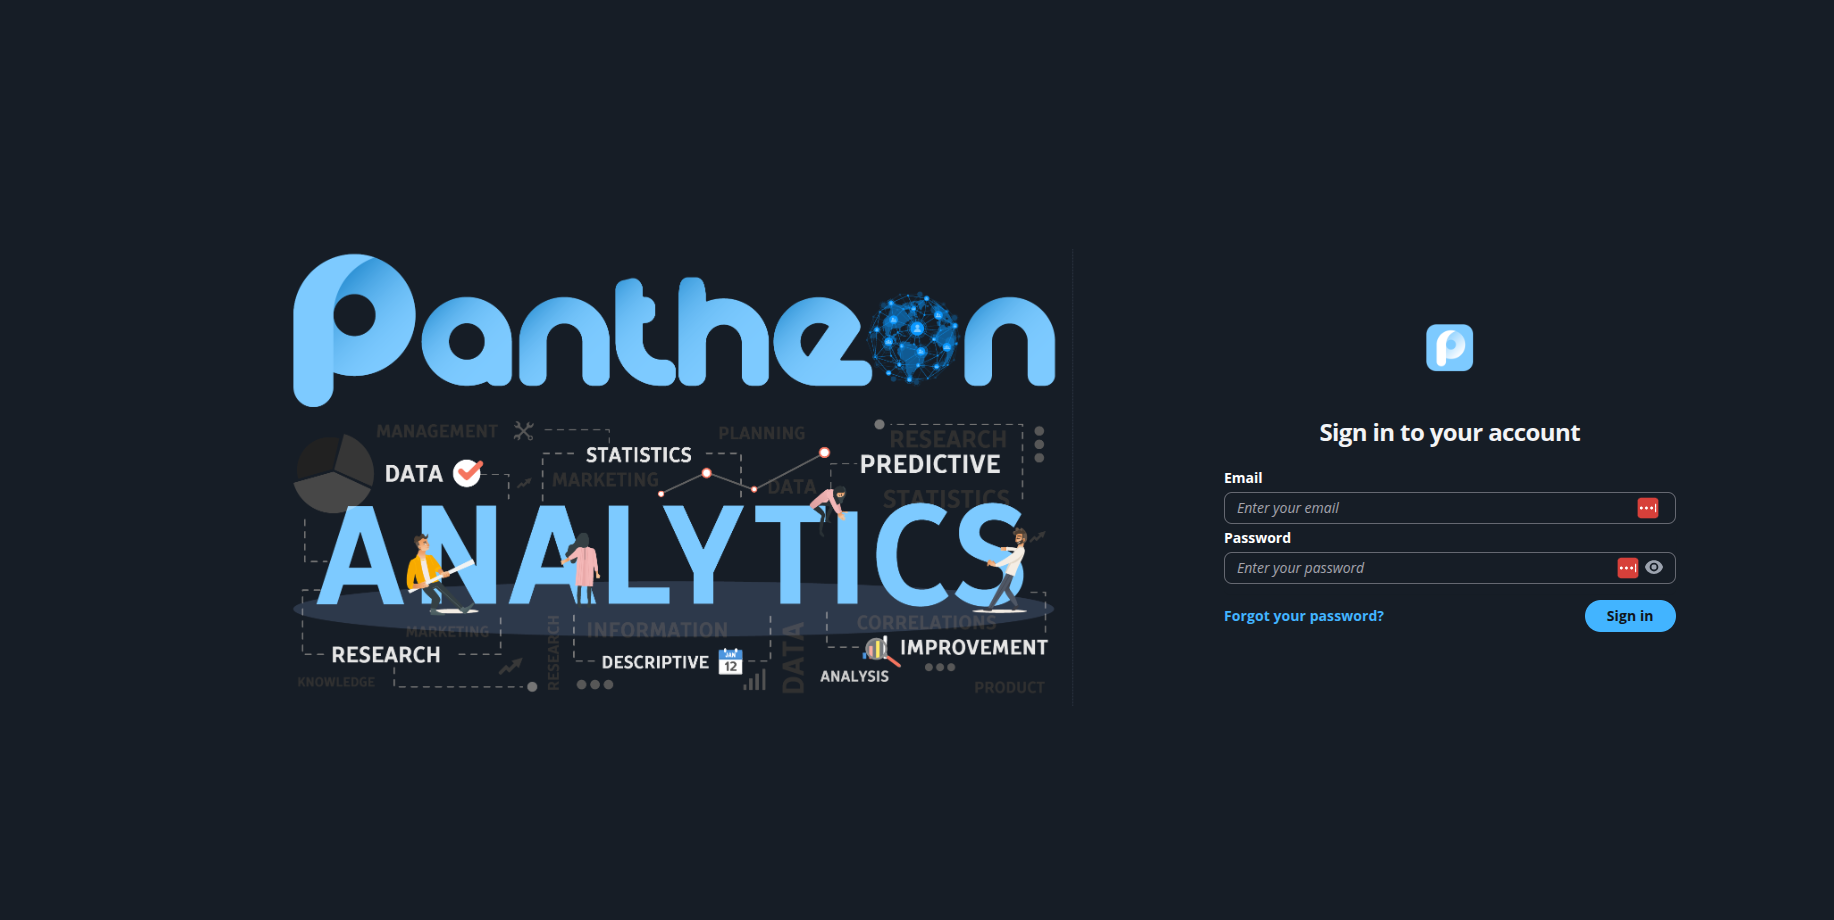 Pantheon
MANAGEMENT
PLANNING
RESEARCH
STATISTICS
PREDICTIVE
DATA
MARKETING
DATA
STATISTICS
ANALYTICS
MARKETING
RESEARCH
INFORMATION
DATA
CORRELATIONS
RESEARCH
DESCRIPTIVE
JAN
12
IMPROVEMENT
KNOWLEDGE
ANALYSIS
PRODUCT
P
Sign in to your account
Email
Enter your email
Password
Enter your password
Forgot your password?
Sign in